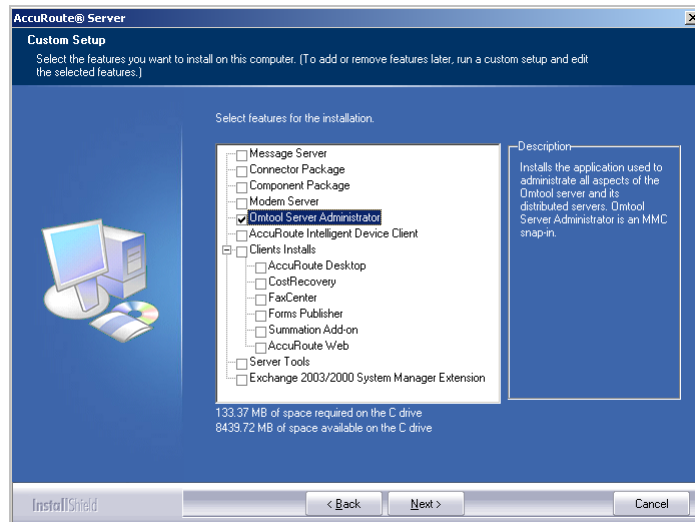 AccuRoute® Server
Custom Setup
Select the features you want to install on this computer. (To add or remove features later, run a custom setup and edit
the selected features.)
Select features for the installation.
Message Server
Connector Package
Component Package
Modem Server
Omtool Server Administrator
AccuRoute Intelligent Device Client
Clients Installs
AccuRoute Desktop
CostRecovery
FaxCenter
Forms Publisher
Summation Add-on
AccuRoute Web
Server Tools
Exchange 2003/2000 System Manager Extension
Description
Installs the application used to
administrate all aspects of the
Omtool server and its
distributed servers. Omtool
Server Administrator is an MMC
snap-in.
133.37 MB of space required on the C drive
8439.72 MB of space available on the C drive
InstallShield
< Back
Next >
Cancel